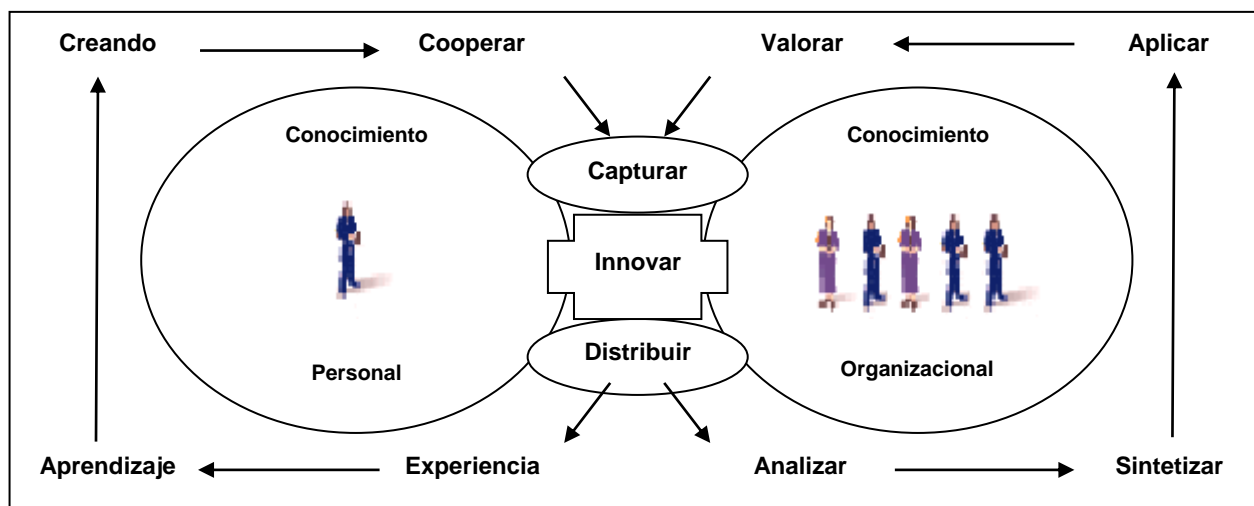 Creando Cooperar Valorar Aplicar
Conocimiento Conocimiento
Capturar
Innovar
Distribuir
Personal Organizacional
Aprendizaje Experiencia Analizar Sintetizar